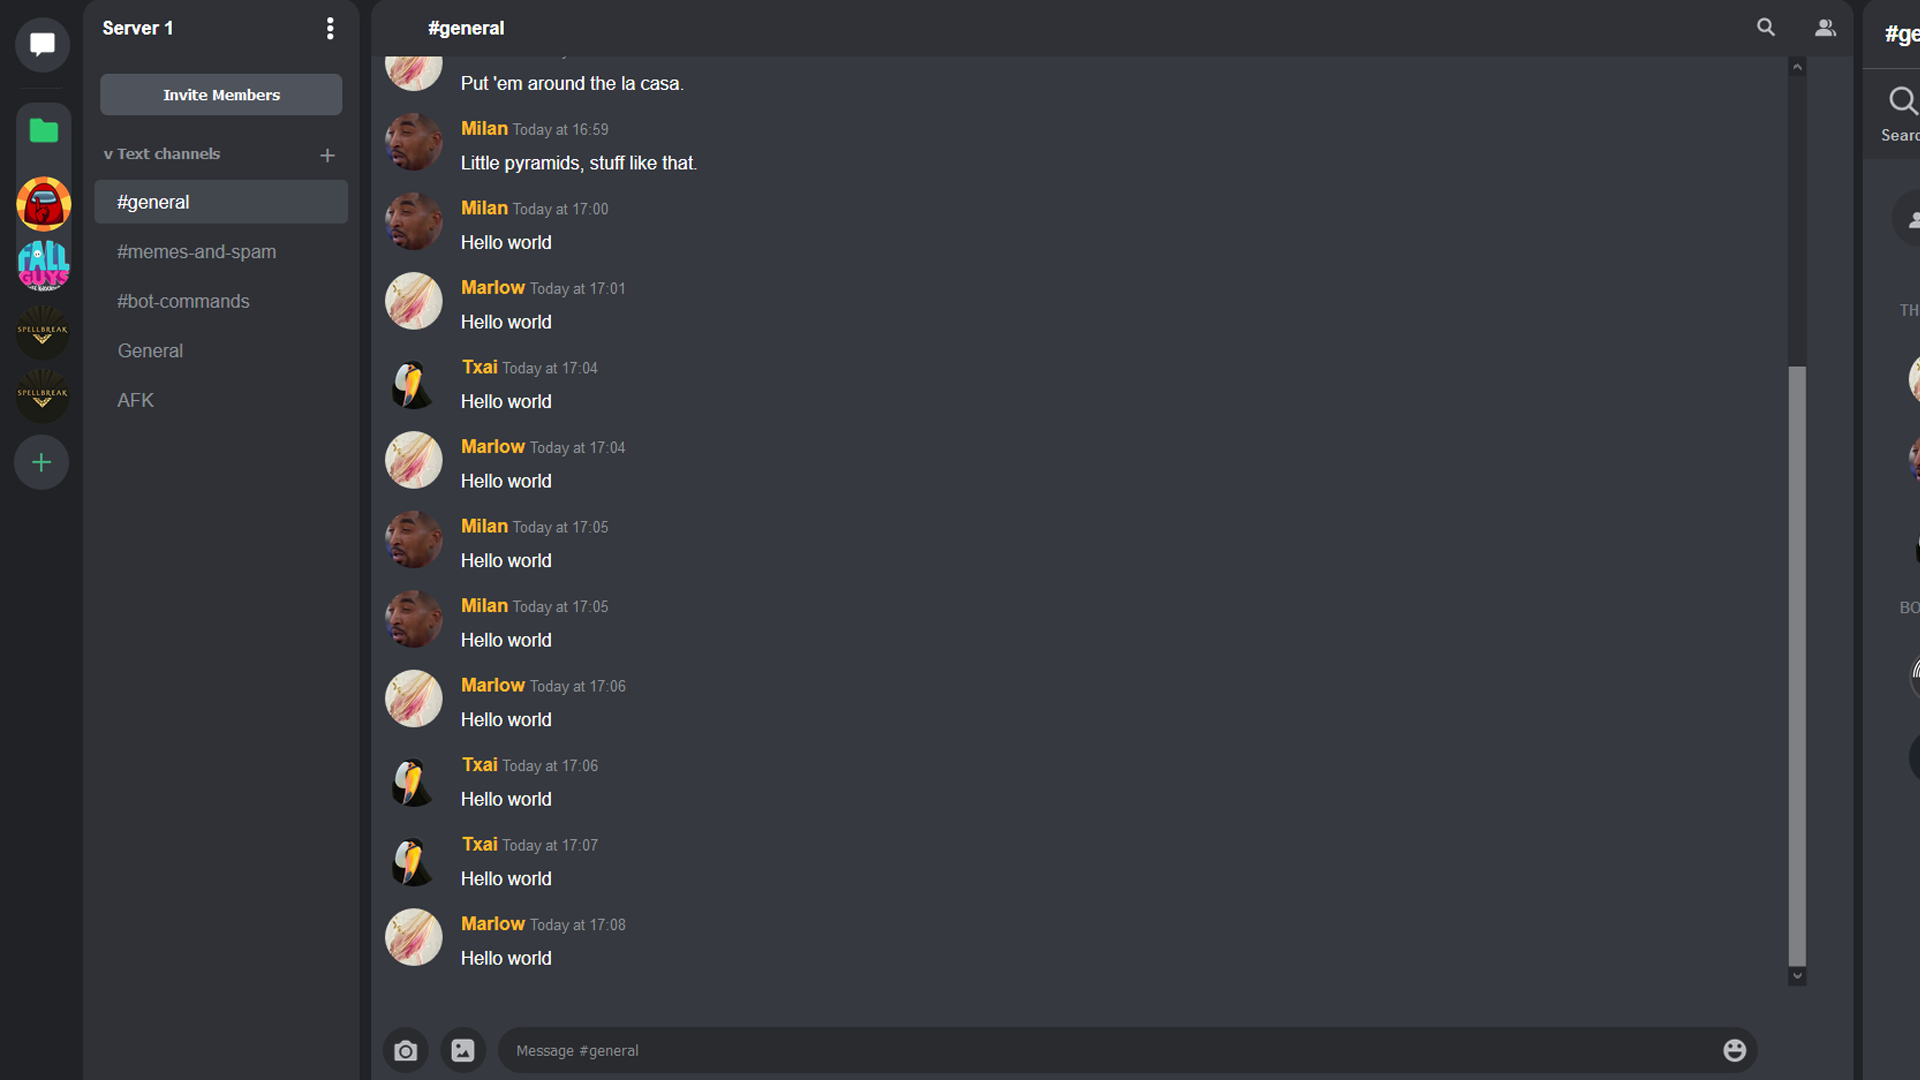 Server 1
Invite Members
v Text channels
#general
#memes-and-spam
#bot-commands
General
AFK
FALL
GUYS
SPELLBREAK
SPELLBREAK
#general
Put 'em around the la casa.
Milan Today at 16:59
Little pyramids, stuff like that.
Milan Today at 17:00
Hello world
Marlow Today at 17:01
Hello world
Txai Today at 17:04
Hello world
Marlow Today at 17:04
Hello world
Milan Today at 17:05
Hello world
Milan Today at 17:05
Hello world
Marlow Today at 17:06
Hello world
Txai Today at 17:06
Hello world
Txai Today at 17:07
Hello world
Marlow Today at 17:08
Hello world
Message #general
#ge
Searc
TH
BO